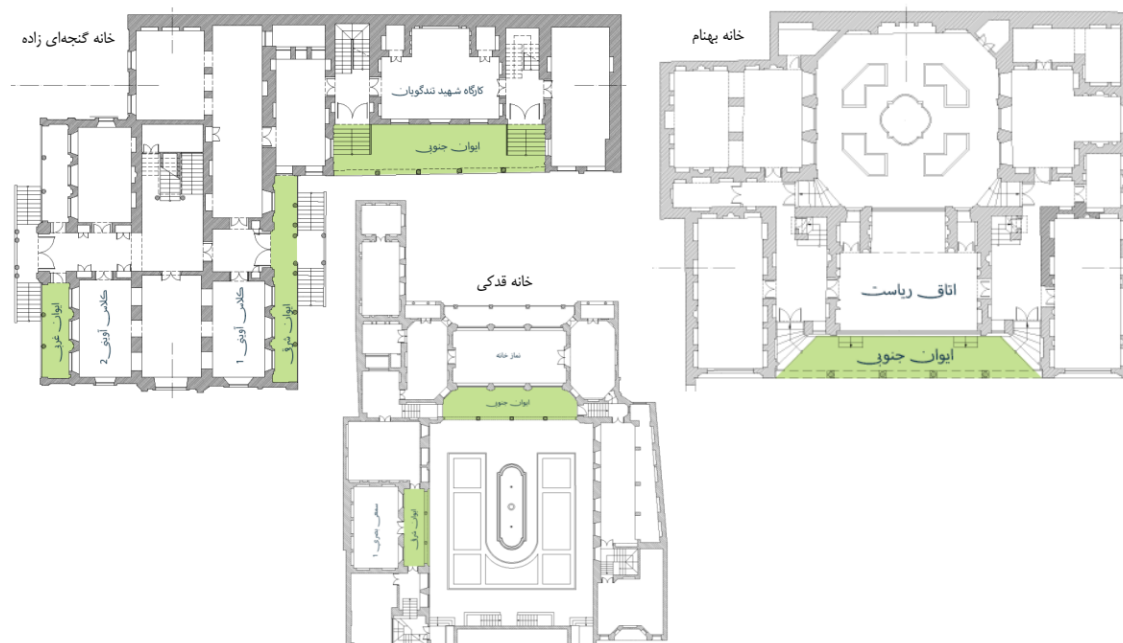 خانه گنجه‌ای زاده
کارگاه شهید تندگویان
ایوان جنوبی
ایوان غربی
کلاس آوینی 2
کلاس آوینی 1
ایوان شرقی
خانه بهنام
اتاق ریاست
ایوان جنوبی
خانه قدکی
نماز خانه
ایوان جنوبی
ایوان شرقی